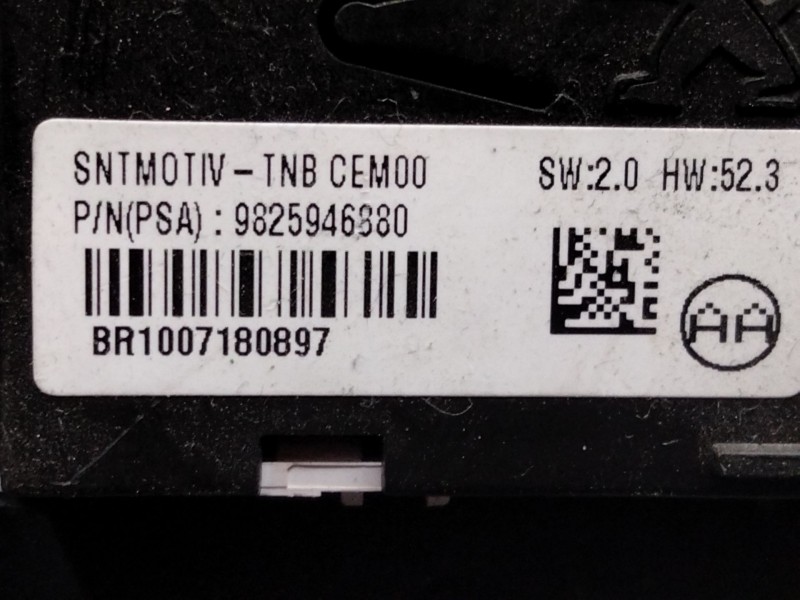 SNTMOTIV - TNB CEM00
SW:2.0 HW:52.3
P/N(PSA) : 9825946880
BR1007180897
AA